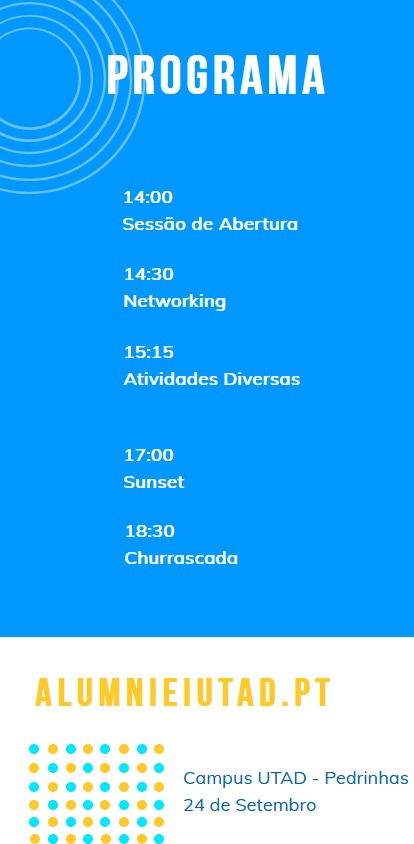 PROGRAMA
14:00
Sessão de Abertura
14:30
Networking
15:15
Atividades Diversas
17:00
Sunset
18:30
Churrascada
ALUMNIEIUTAD.PT
Campus UTAD - Pedrinhas
24 de Setembro